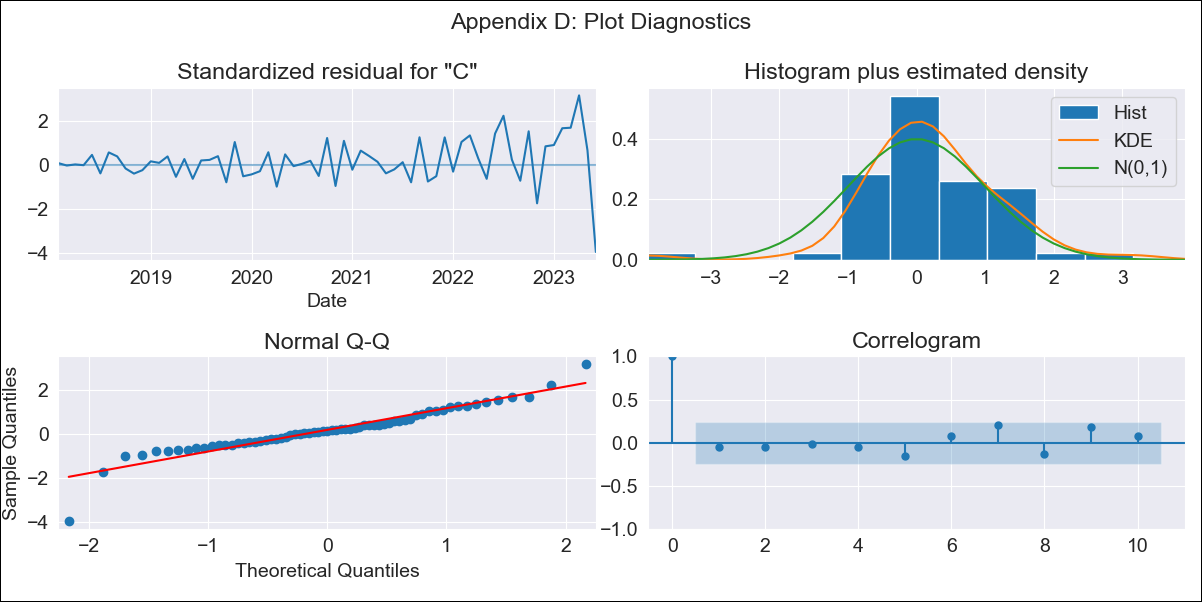 Appendix D: Plot Diagnostics
Standardized residual for "C"
2
0
−2
−4
2019 2020 2021 2022 2023
Date
Histogram plus estimated density
Hist
KDE
N(0,1)
0.4
0.2
0.0
−3 −2 −1 0 1 2 3
Normal Q-Q
Sample Quantiles
2
0
−2
−4
−2 −1 0 1 2
Theoretical Quantiles
Correlogram
1.0
0.5
0.0
−0.5
−1.0
0 2 4 6 8 10